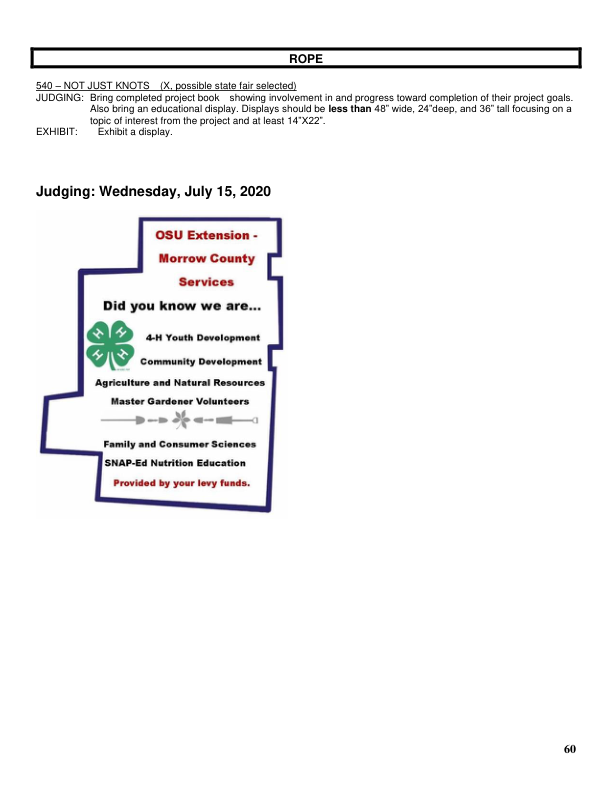 ROPE
540 – NOT JUST KNOTS (X, possible state fair selected)
JUDGING: Bring completed project book showing involvement in and progress toward completion of their project goals.
Also bring an educational display. Displays should be less than 48” wide, 24”deep, and 36” tall focusing on a
topic of interest from the project and at least 14”X22”.
EXHIBIT: Exhibit a display.
Judging: Wednesday, July 15, 2020
OSU Extension -
Morrow County
Services
Did you know we are...
H H
H H
4-H Youth Development
Community Development
Agriculture and Natural Resources
Master Gardener Volunteers
Family and Consumer Sciences
SNAP-Ed Nutrition Education
Provided by your levy funds.
60